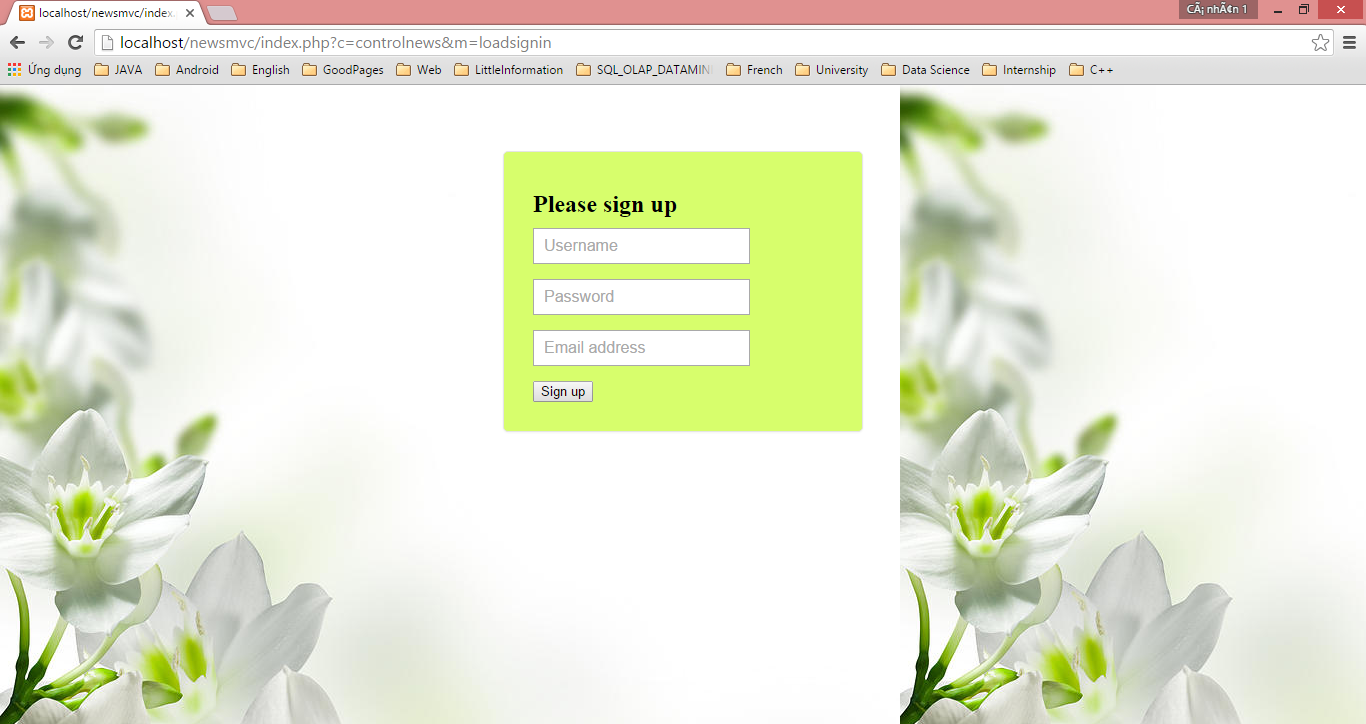 localhost/newsmvc/index.
CÃ¡ nhÃ¢n 1
localhost/newsmvc/index.php?c=controlnews&m=loadsignin
Ứng dụng JAVA Android English GoodPages Web LittleInformation SQL_OLAP_DATAMINI French University Data Science Internship C++
Please sign up
Username
Password
Email address
Sign up